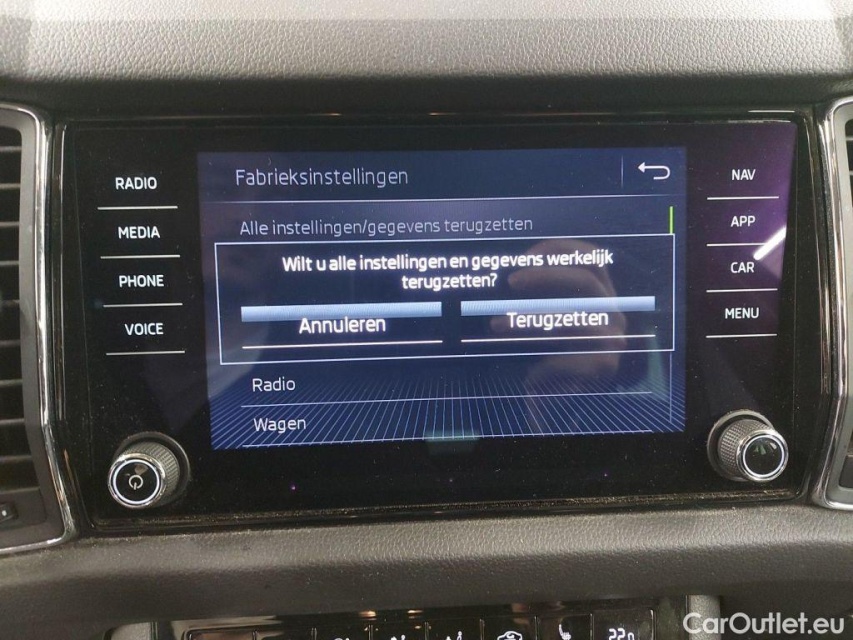 RADIO
MEDIA
PHONE
VOICE
Fabrieksinstellingen
Alle instellingen/gegevens terugzetten
Wilt u alle instellingen en gegevens werkelijk
terugzetten?
Annuleren
Terugzetten
Radio
Wagen
NAV
APP
CAR
MENU
CarOutlet.eu